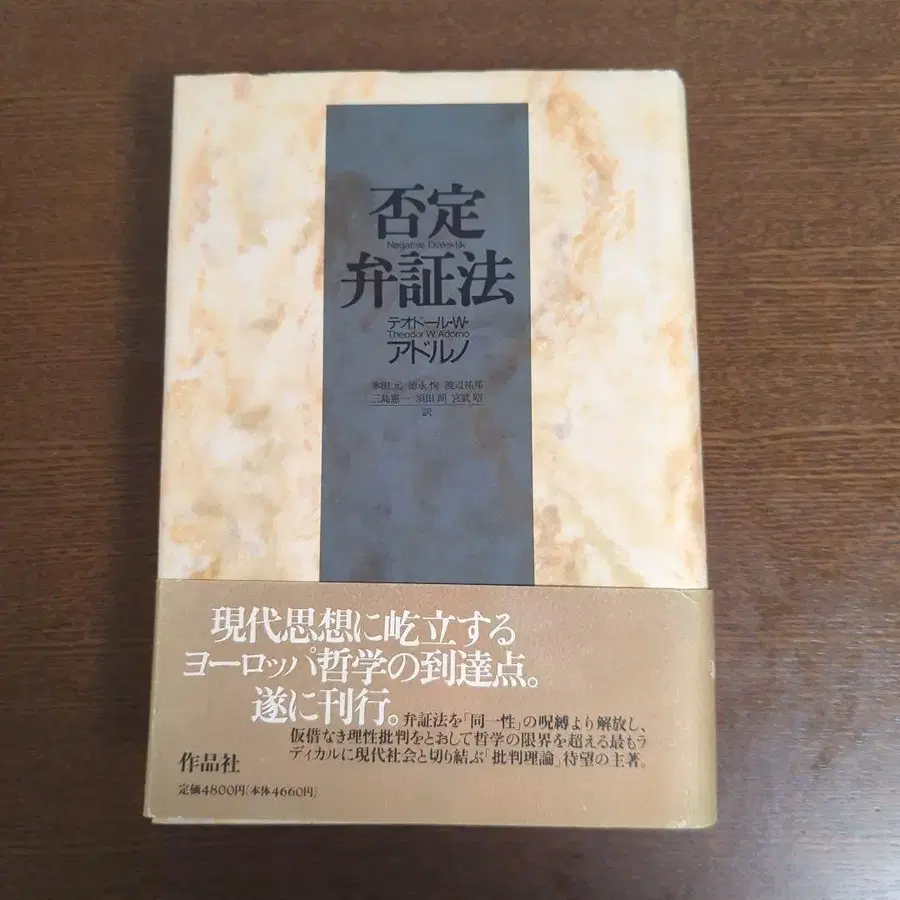 否定
Negative Dialektik
弁証法
テオドール・W・
Theodor W. Adorno
アドルノ
木田 元 徳永 恂 渡辺祐邦
三島憲一 須田 朗 宮武 昭
訳
現代思想に屹立する
ヨーロッパ哲学の到達点。
遂に刊行。
弁証法を「同一性」の呪縛より解放し、
仮借なき理性批判をとおして哲学の限界を超える最もラ
ディカルに現代社会と切り結ぶ「批判理論」待望の主著。
作品社
定価4800円(本体4660円)